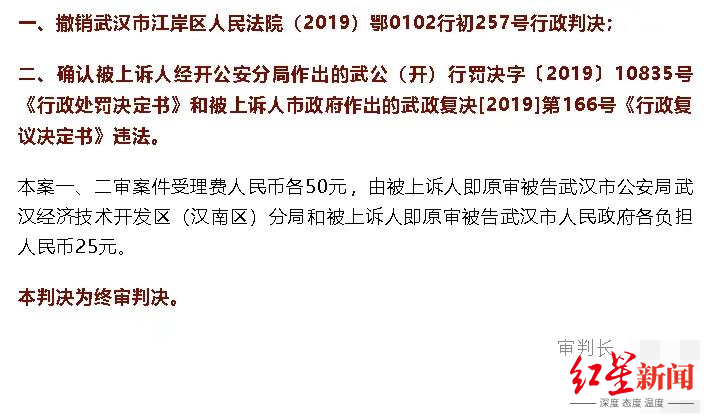 一、撤销武汉市江岸区人民法院（2019）鄂0102行初257号行政判决；
二、确认被上诉人经开公安分局作出的武公（开）行罚决字〔2019〕10835号
《行政处罚决定书》和被上诉人市政府作出的武政复决[2019]第166号《行政复
议决定书》违法。
本案一、二审案件受理费人民币各50元，由被上诉人即原审被告武汉市公安局武
汉经济技术开发区（汉南区）分局和被上诉人即原审被告武汉市人民政府各负担
人民币25元。
本判决为终审判决。
审判长
红星新闻
深度 态度 温度